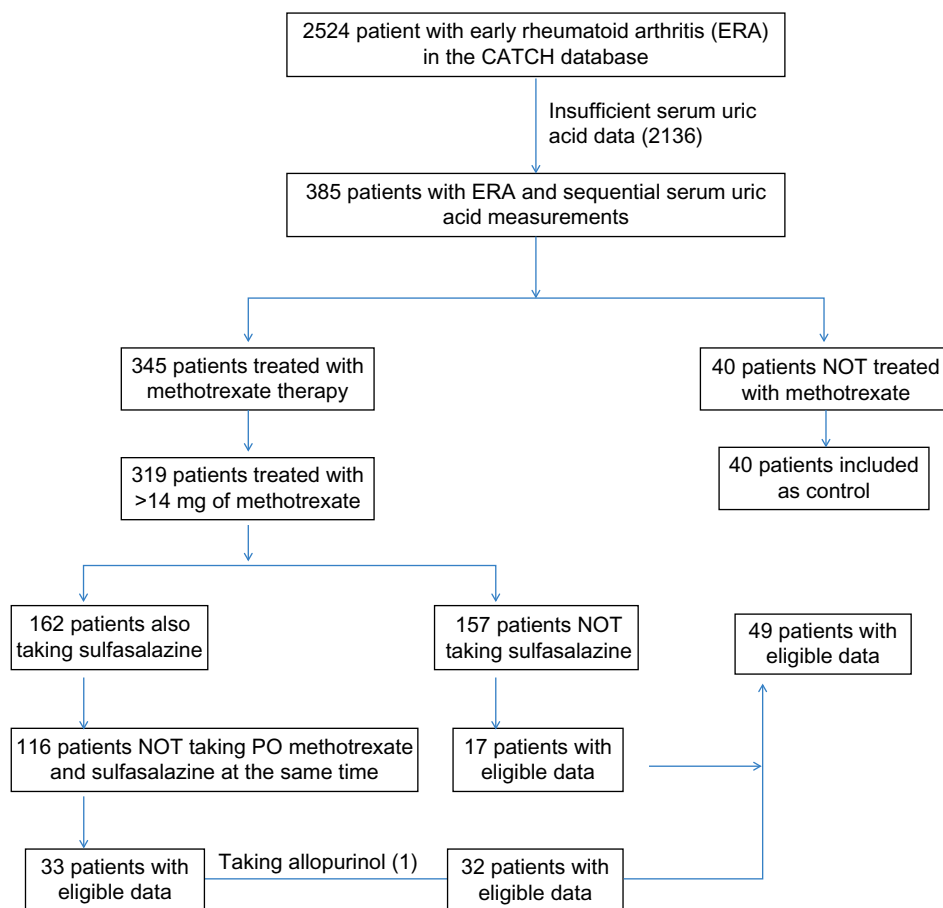 2524 patient with early rheumatoid arthritis (ERA)
in the CATCH database
Insufficient serum uric
acid data (2136)
385 patients with ERA and sequential serum uric
acid measurements
345 patients treated with
methotrexate therapy
40 patients NOT treated
with methotrexate
319 patients treated with
>14 mg of methotrexate
40 patients included
as control
162 patients also
taking sulfasalazine
157 patients NOT
taking sulfasalazine
49 patients with
eligible data
116 patients NOT taking PO methotrexate
and sulfasalazine at the same time
17 patients with
eligible data
33 patients with
eligible data
Taking allopurinol (1)
32 patients with
eligible data